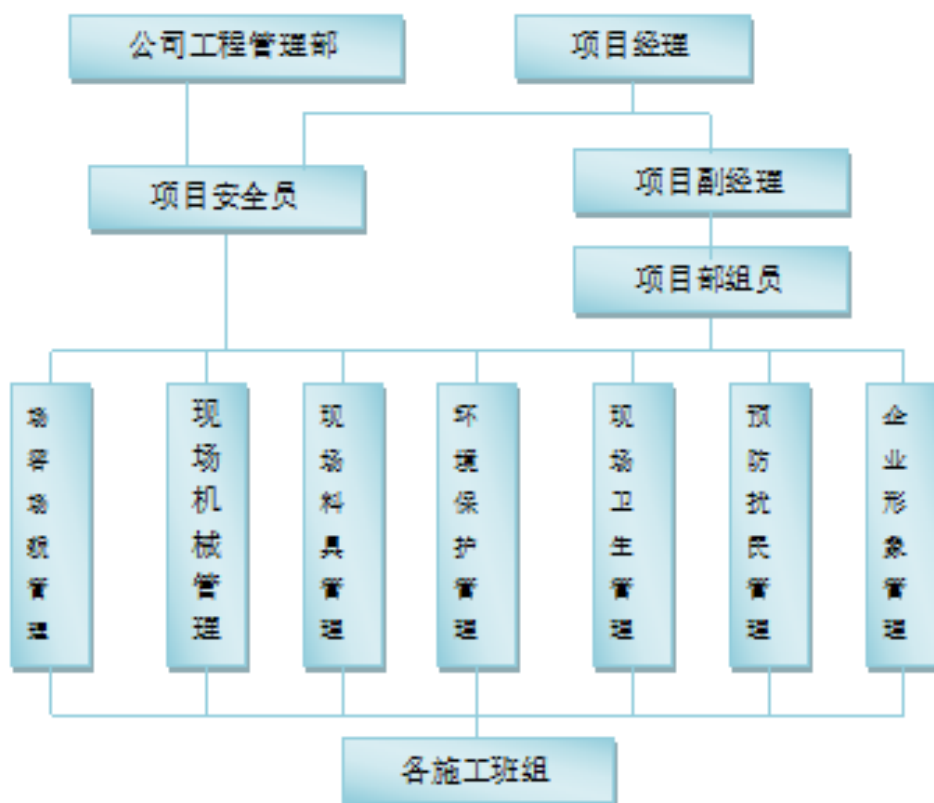 公司工程管理部
项目经理
项目安全员
项目副经理
项目部组员
场容场貌管理
现场机械管理
现场料具管理
环境保护管理
现场卫生管理
预防扰民管理
企业形象管理
各施工班组